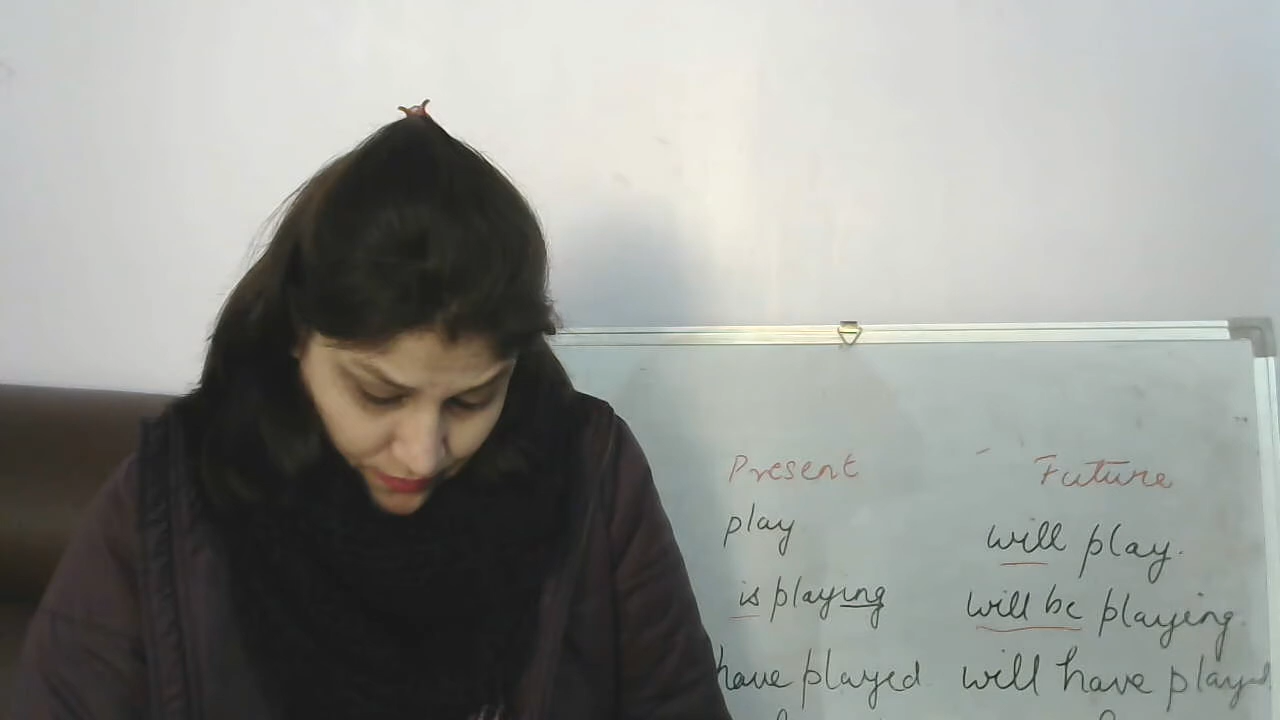 Present Future
play will play.
is playing will be playing.
have played will have played